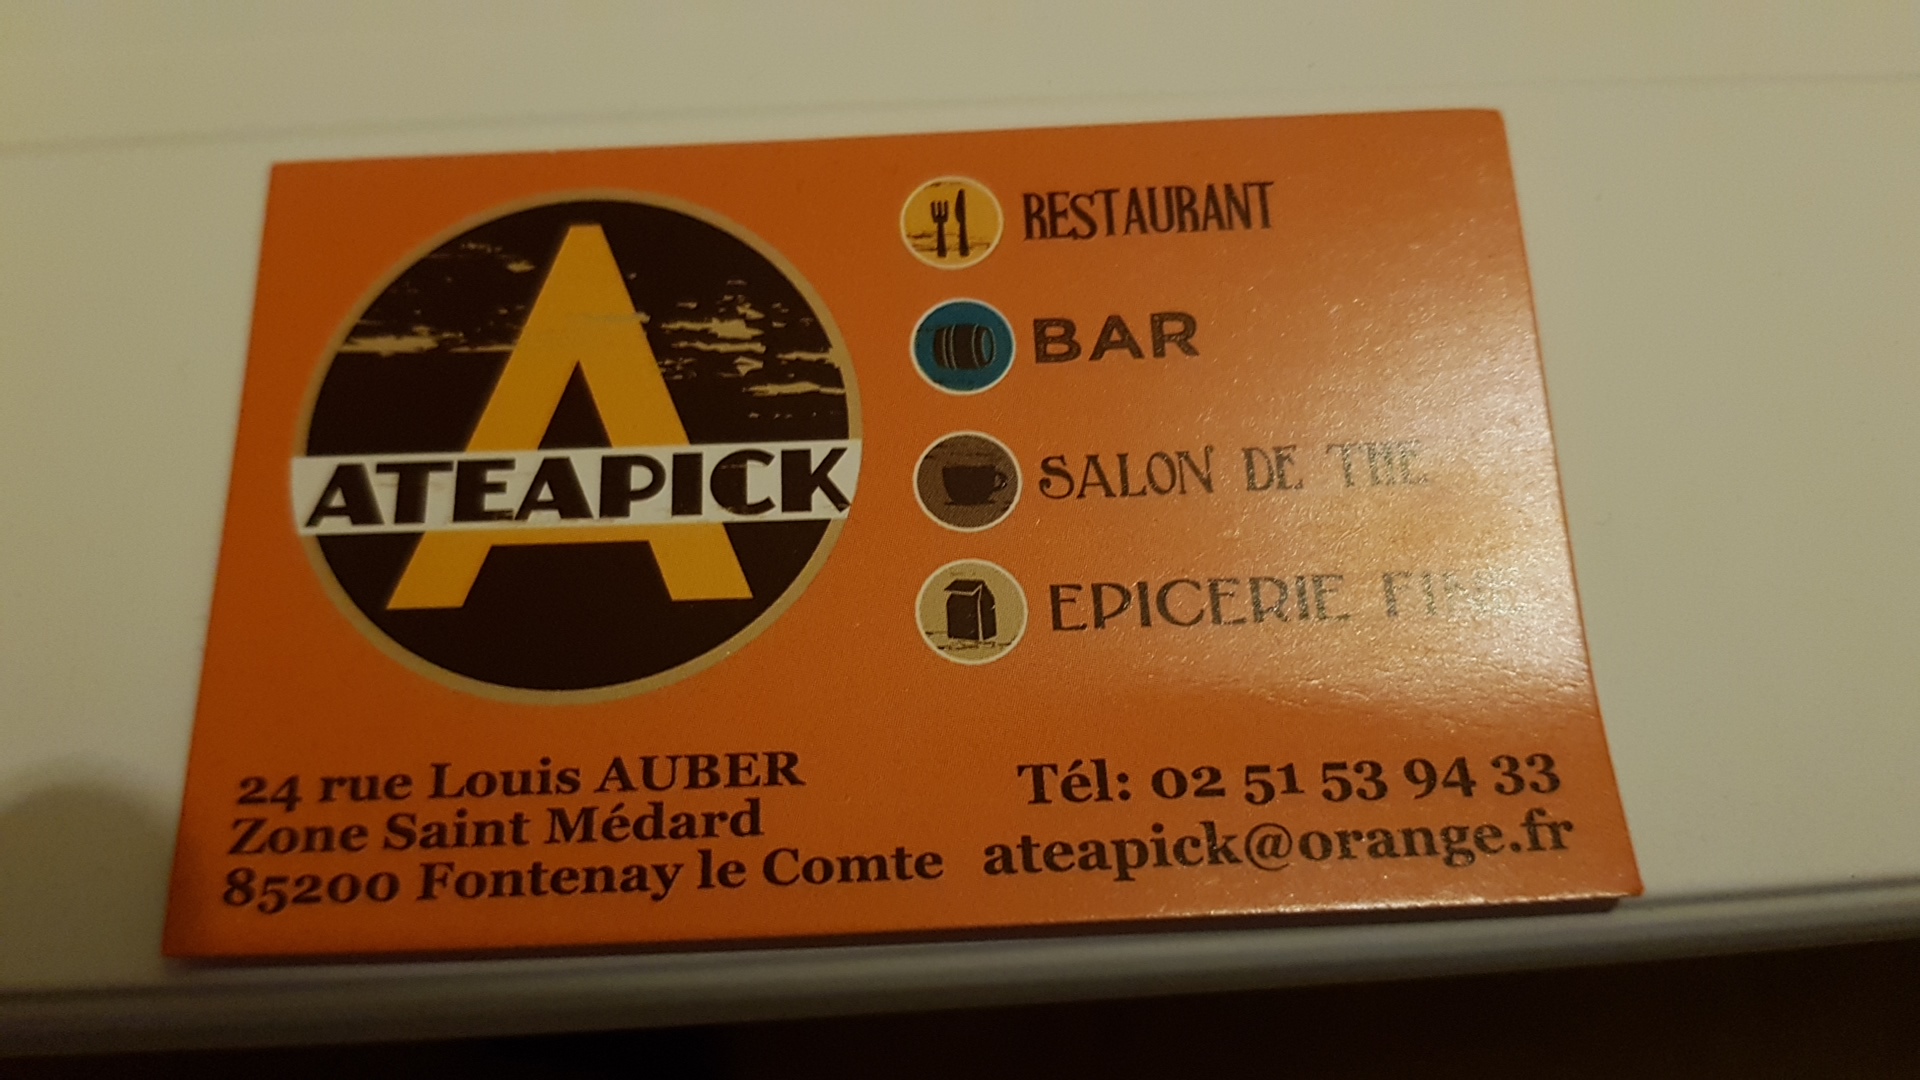 A
ATEAPICK
RESTAURANT
BAR
SALON DE THE
EPICERIE FINE
24 rue Louis AUBER
Zone Saint Médard
85200 Fontenay le Comte
Tél: 02 51 53 94 33
ateapick@orange.fr